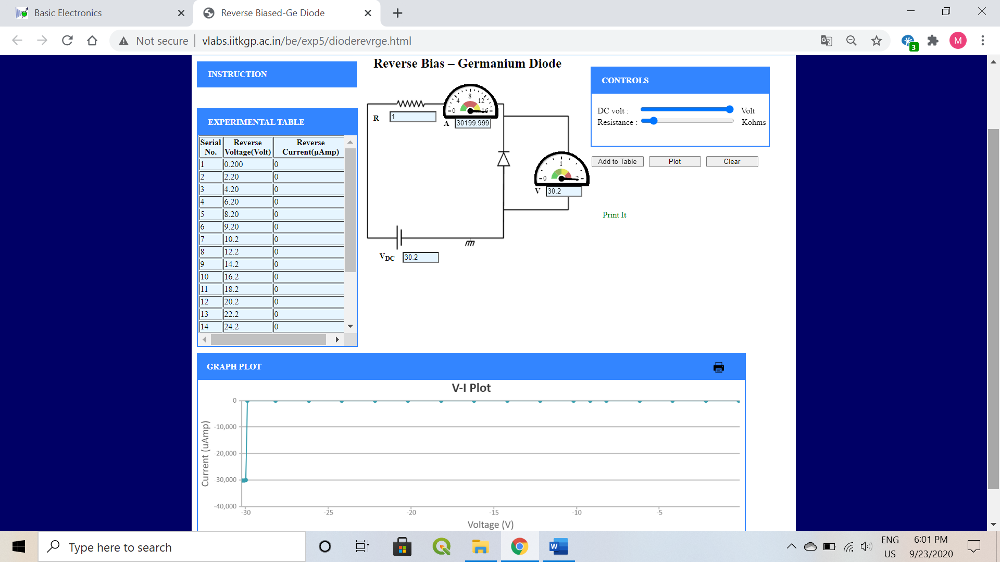 Basic Electronics
Reverse Biased-Ge Diode
Not secure
vlabs.iitkgp.ac.in/be/exp5/dioderevrge.html
M
3
INSTRUCTION
Reverse Bias – Germanium Diode
CONTROLS
DC volt :
Volt
Resistance :
Kohms
Add to Table
Plot
Clear
Print It
R
1
0
4
8
12
16
A
30199.999
0
1
2
V
30.2
VDC
30.2
EXPERIMENTAL TABLE
Serial No. Reverse Voltage(Volt) Reverse Current(µAmp)
1 0.200 0
2 2.20 0
3 4.20 0
4 6.20 0
5 8.20 0
6 9.20 0
7 10.2 0
8 12.2 0
9 14.2 0
10 16.2 0
11 18.2 0
12 20.2 0
13 22.2 0
14 24.2 0
GRAPH PLOT
V-I Plot
Current (uAmp)
0
-10,000
-20,000
-30,000
-40,000
-30 -25 -20 -15 -10 -5
Voltage (V)
Type here to search
W
ENG
US
6:01 PM
9/23/2020